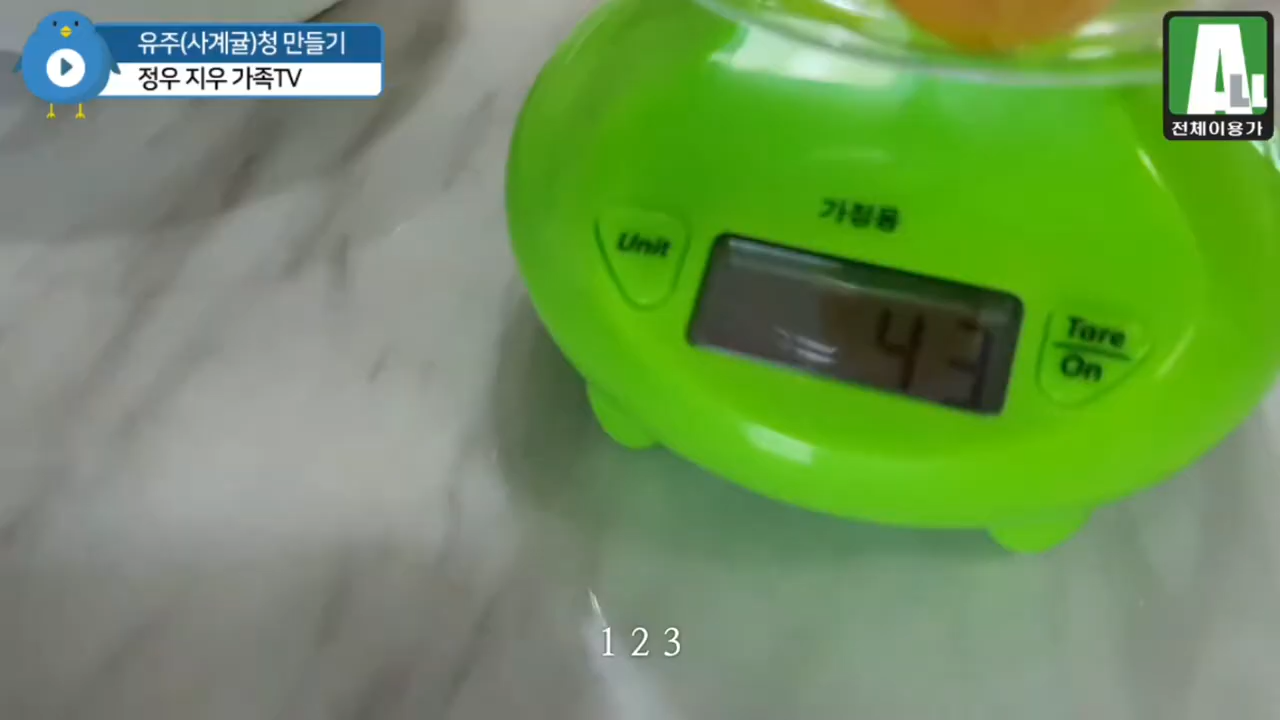 유주(사계귤)청 만들기
정우 지우 가족TV
ALL
전체이용가
가정용
Unit
43
Tare
On
1 2 3